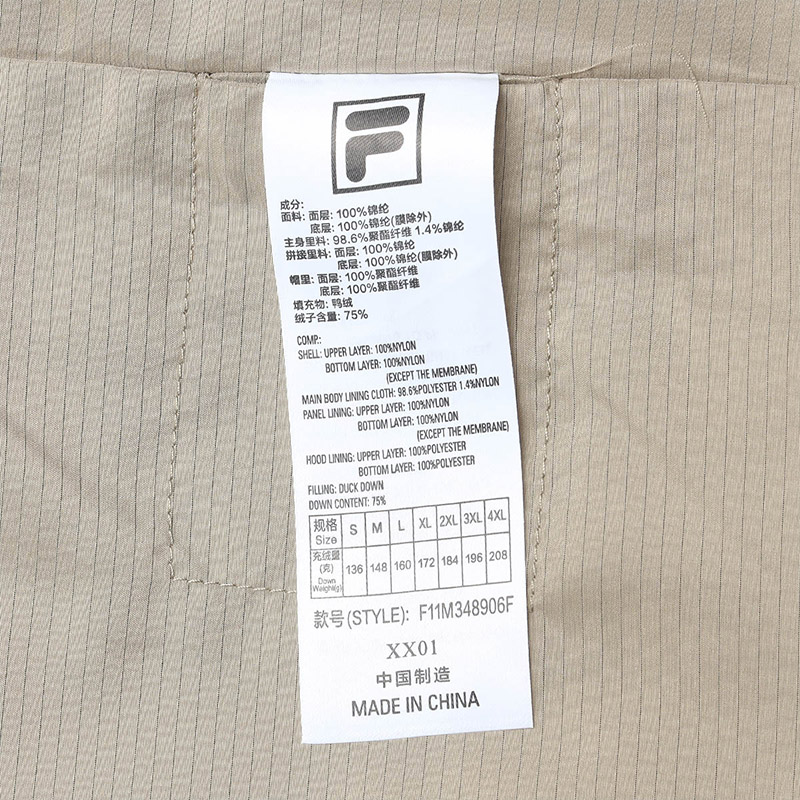 F
成分:
面料: 面层: 100%锦纶
底层: 100%锦纶(膜除外)
主身里料: 98.6%聚酯纤维 1.4%锦纶
拼接里料: 面层: 100%锦纶
底层: 100%锦纶(膜除外)
帽里: 面层: 100%聚酯纤维
底层: 100%聚酯纤维
填充物: 鸭绒
绒子含量: 75%
COMP.:
SHELL: UPPER LAYER: 100%NYLON
BOTTOM LAYER: 100%NYLON
(EXCEPT THE MEMBRANE)
MAIN BODY LINING CLOTH: 98.6%POLYESTER 1.4%NYLON
PANEL LINING: UPPER LAYER: 100%NYLON
BOTTOM LAYER: 100%NYLON
(EXCEPT THE MEMBRANE)
HOOD LINING: UPPER LAYER: 100%POLYESTER
BOTTOM LAYER: 100%POLYESTER
FILLING: DUCK DOWN
DOWN CONTENT: 75%
规格 Size S M L XL 2XL 3XL 4XL
充绒量(克) Down Weight(g) 136 148 160 172 184 196 208
款号(STYLE): F11M348906F
XX01
中国制造
MADE IN CHINA